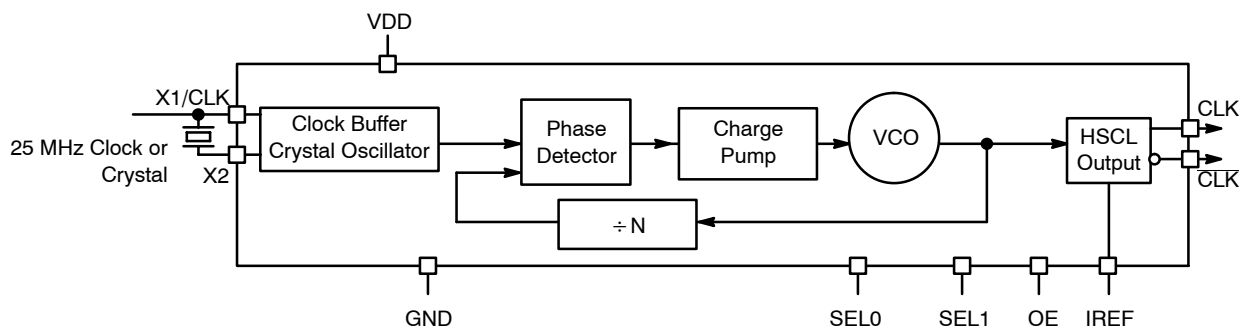 VDD
X1/CLK
25 MHz Clock or
Crystal
X2
Clock Buffer
Crystal Oscillator
Phase
Detector
Charge
Pump
VCO
HSCL
Output
CLK
CLK
÷ N
GND
SEL0
SEL1
OE
IREF